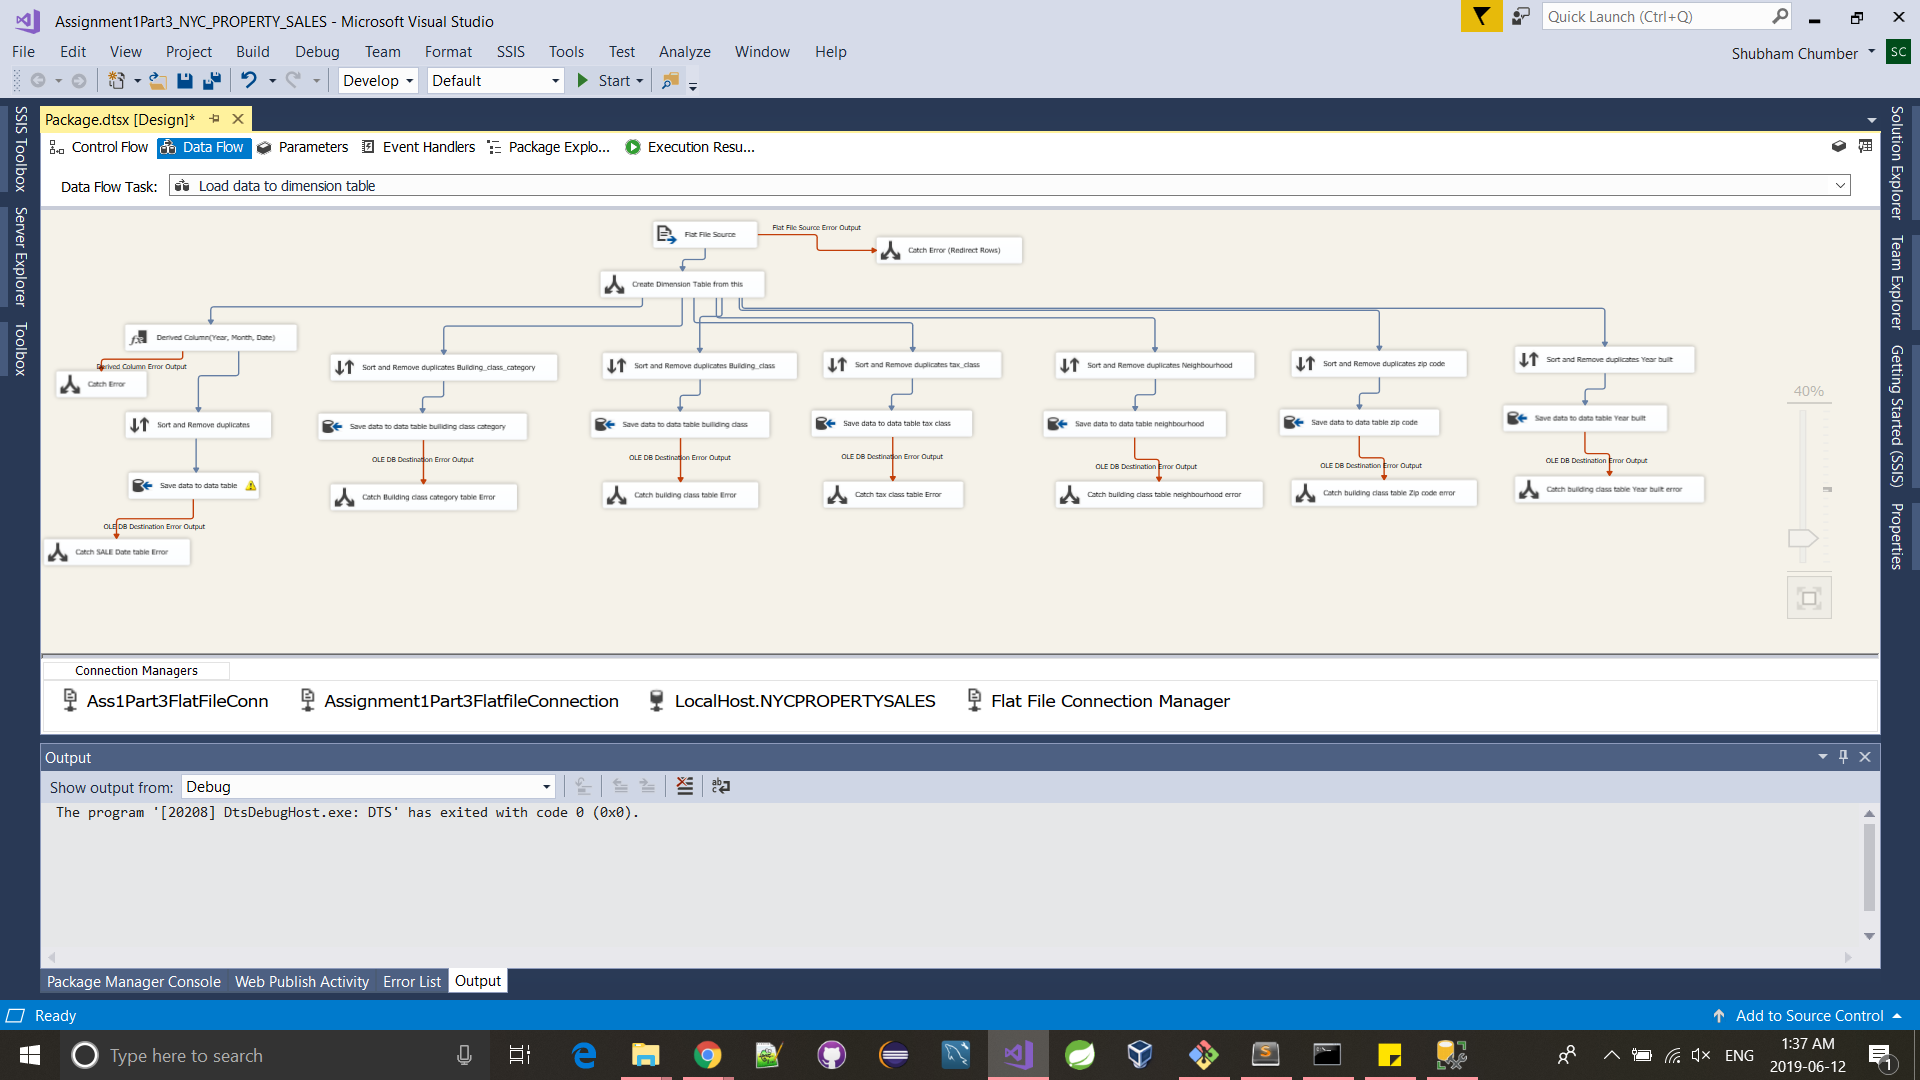 Assignment1Part3_NYC_PROPERTY_SALES - Microsoft Visual Studio
Quick Launch (Ctrl+Q)
File Edit View Project Build Debug Team Format SSIS Tools Test Analyze Window Help
Shubham Chumber SC
Develop Default Start
SSIS Toolbox
Server Explorer
Toolbox
Package.dtsx [Design]*
Control Flow Data Flow Parameters Event Handlers Package Explo... Execution Resu...
Data Flow Task: Load data to dimension table
Flat File Source
Flat File Source Error Output
Catch Error (Redirect Rows)
Create Dimension Table from this
Derived Column(Year, Month, Date)
Derived Column Error Output
Catch Error
Sort and Remove duplicates
Save data to data table
OLE DB Destination Error Output
Catch SALE Date table Error
Sort and Remove duplicates Building_class_category
Save data to data table building class category
OLE DB Destination Error Output
Catch Building class category table Error
Sort and Remove duplicates Building_class
Save data to data table building class
OLE DB Destination Error Output
Catch building class table Error
Sort and Remove duplicates tax_class
Save data to data table tax class
OLE DB Destination Error Output
Catch tax class table Error
Sort and Remove duplicates Neighbourhood
Save data to data table neighbourhood
OLE DB Destination Error Output
Catch building class table neighbourhood error
Sort and Remove duplicates zip code
Save data to data table zip code
OLE DB Destination Error Output
Catch building class table Zip code error
Sort and Remove duplicates Year built
Save data to data table Year built
OLE DB Destination Error Output
Catch building class table Year built error
40%
Solution Explorer
Team Explorer
Getting Started (SSIS)
Properties
Connection Managers
Ass1Part3FlatFileConn Assignment1Part3FlatfileConnection LocalHost.NYCPROPERTYSALES Flat File Connection Manager
Output
Show output from: Debug
The program '[20208] DtsDebugHost.exe: DTS' has exited with code 0 (0x0).
Package Manager Console Web Publish Activity Error List Output
Ready
Add to Source Control
Type here to search
ENG
1:37 AM
2019-06-12
1